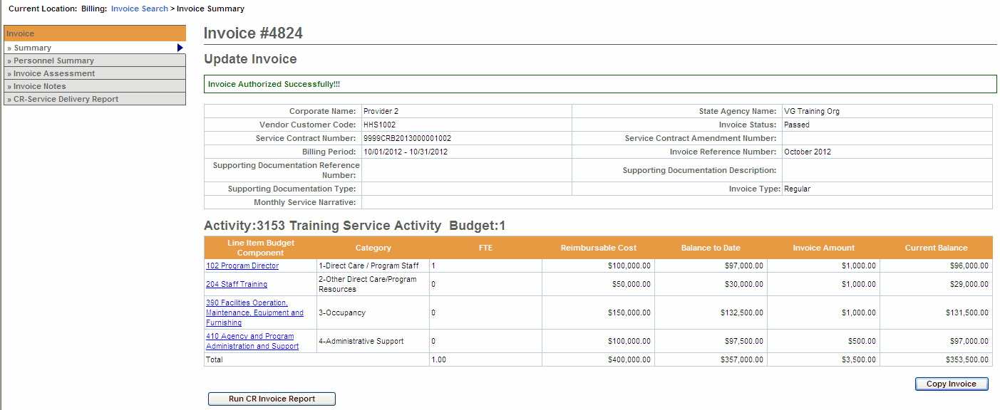 Current Location: Billing: Invoice Search > Invoice Summary
Invoice
» Summary
» Personnel Summary
» Invoice Assessment
» Invoice Notes
» CR-Service Delivery Report
Invoice #4824
Update Invoice
Invoice Authorized Successfully!!!
Corporate Name: Provider 2 State Agency Name: VG Training Org
Vendor Customer Code: HHS1002 Invoice Status: Passed
Service Contract Number: 9999CRB2013000001002 Service Contract Amendment Number:
Billing Period: 10/01/2012 - 10/31/2012 Invoice Reference Number: October 2012
Supporting Documentation Reference
Number:
Supporting Documentation Description:
Supporting Documentation Type: Invoice Type: Regular
Monthly Service Narrative:
Activity:3153 Training Service Activity Budget:1
Line Item Budget
Component
Category FTE Reimbursable Cost Balance to Date Invoice Amount Current Balance
102 Program Director 1-Direct Care / Program Staff 1 $100,000.00 $97,000.00 $1,000.00 $96,000.00
204 Staff Training
2-Other Direct Care/Program
Resources
0 $50,000.00 $30,000.00 $1,000.00 $29,000.00
390 Facilities Operation,
Maintenance, Equipment and
Furnishing
3-Occupancy 0 $150,000.00 $132,500.00 $1,000.00 $131,500.00
410 Agency and Program
Administration and Support
4-Administrative Support 0 $100,000.00 $97,500.00 $500.00 $97,000.00
Total 1.00 $400,000.00 $357,000.00 $3,500.00 $353,500.00
Copy Invoice
Run CR Invoice Report